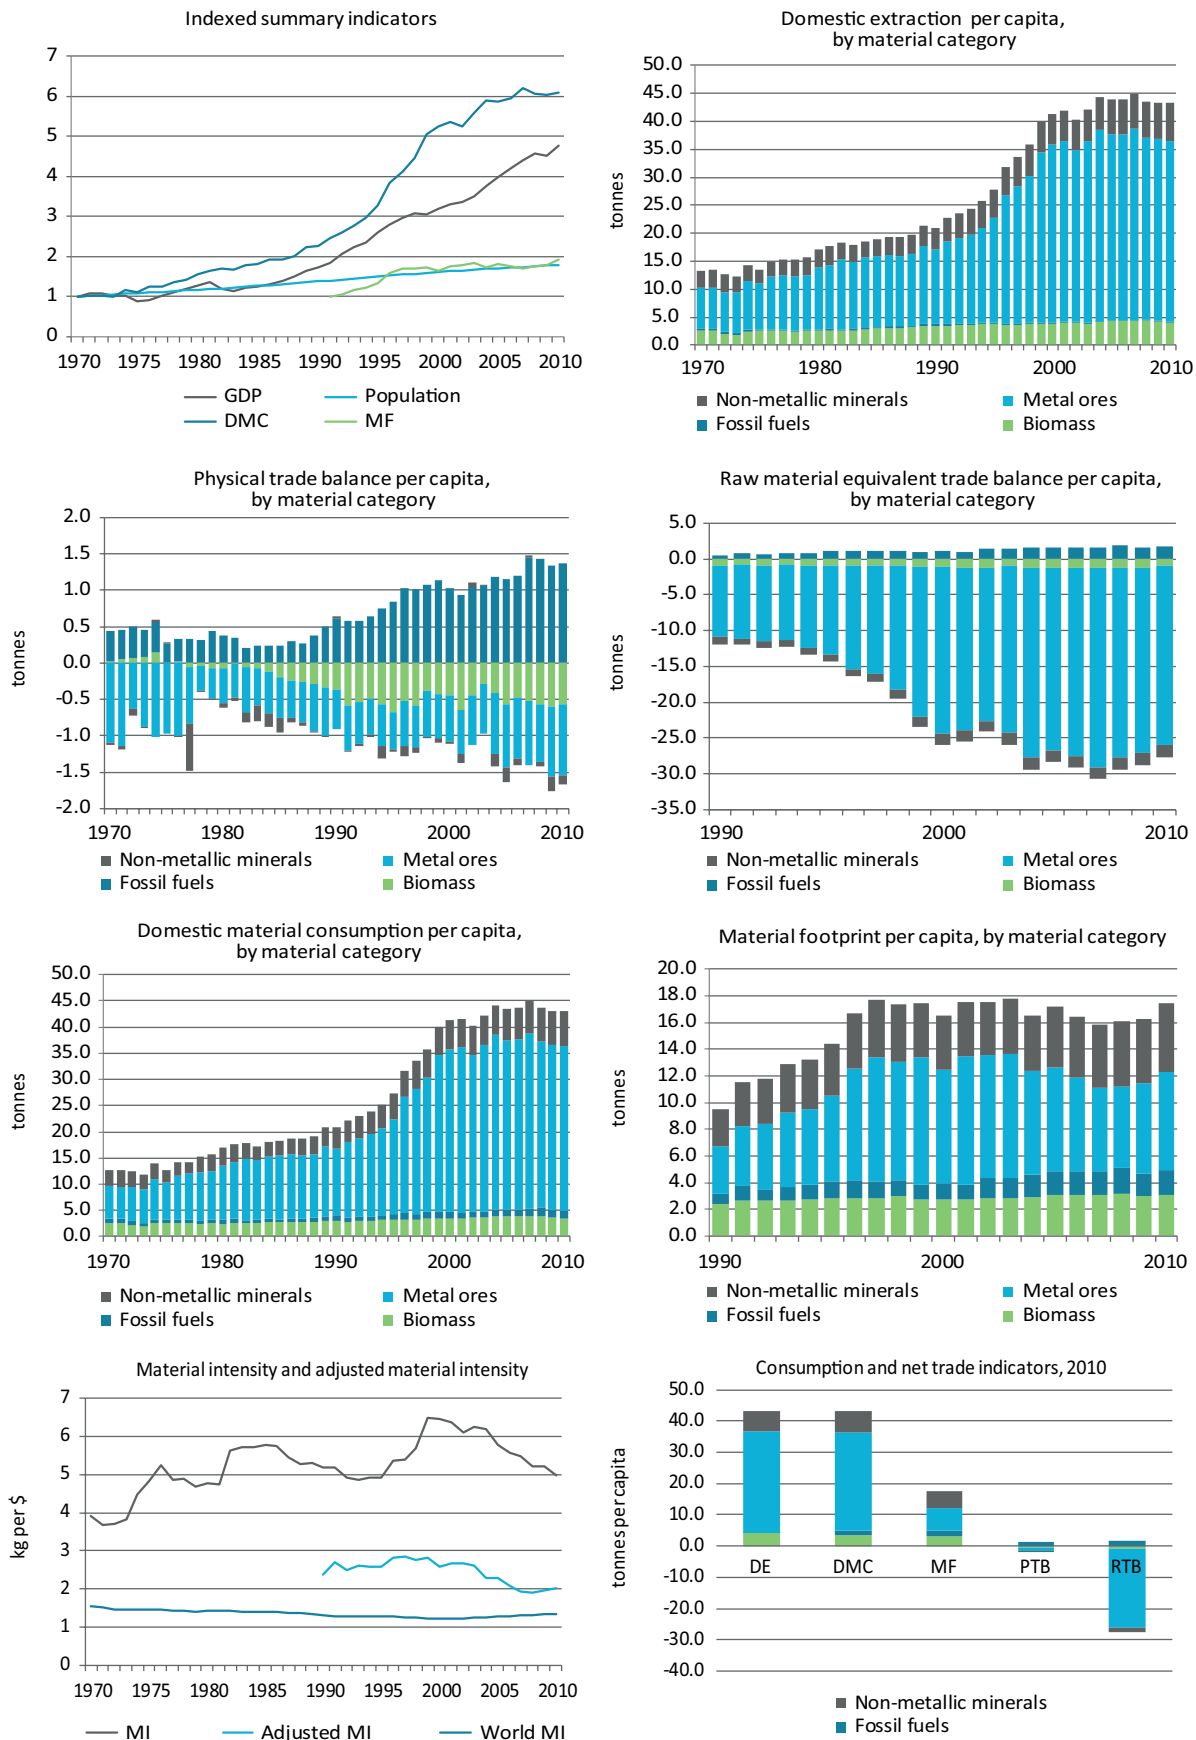 Indexed summary indicators
7
6
5
4
3
2
1
0
1970 1975 1980 1985 1990 1995 2000 2005 2010
GDP Population
DMC MF
Domestic extraction per capita,
by material category
tonnes
50.0
45.0
40.0
35.0
30.0
25.0
20.0
15.0
10.0
5.0
0.0
1970 1980 1990 2000 2010
Non-metallic minerals Metal ores
Fossil fuels Biomass
Physical trade balance per capita,
by material category
tonnes
2.0
1.5
1.0
0.5
0.0
-0.5
-1.0
-1.5
-2.0
1970 1980 1990 2000 2010
Non-metallic minerals Metal ores
Fossil fuels Biomass
Raw material equivalent trade balance per capita,
by material category
tonnes
5.0
0.0
-5.0
-10.0
-15.0
-20.0
-25.0
-30.0
-35.0
1990 2000 2010
Non-metallic minerals Metal ores
Fossil fuels Biomass
Domestic material consumption per capita,
by material category
tonnes
50.0
45.0
40.0
35.0
30.0
25.0
20.0
15.0
10.0
5.0
0.0
1970 1980 1990 2000 2010
Non-metallic minerals Metal ores
Fossil fuels Biomass
Material footprint per capita, by material category
tonnes
20.0
18.0
16.0
14.0
12.0
10.0
8.0
6.0
4.0
2.0
0.0
1990 2000 2010
Non-metallic minerals Metal ores
Fossil fuels Biomass
Material intensity and adjusted material intensity
kg per $
7
6
5
4
3
2
1
0
1970 1975 1980 1985 1990 1995 2000 2005 2010
MI Adjusted MI World MI
Consumption and net trade indicators, 2010
tonnes per capita
50.0
40.0
30.0
20.0
10.0
0.0
-10.0
-20.0
-30.0
-40.0
DE DMC MF PTB RTB
Non-metallic minerals
Fossil fuels